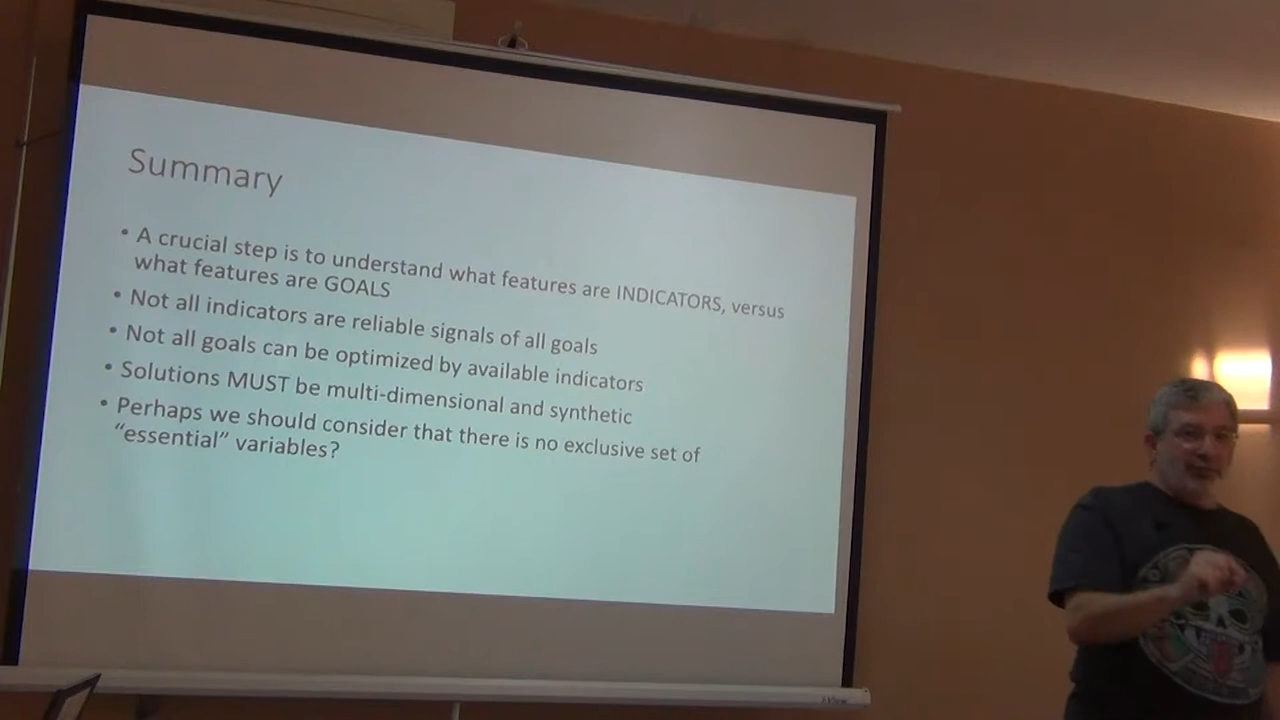 Summary
• A crucial step is to understand what features are INDICATORS, versus
what features are GOALS
• Not all indicators are reliable signals of all goals
• Not all goals can be optimized by available indicators
• Solutions MUST be multi-dimensional and synthetic
• Perhaps we should consider that there is no exclusive set of
“essential” variables?